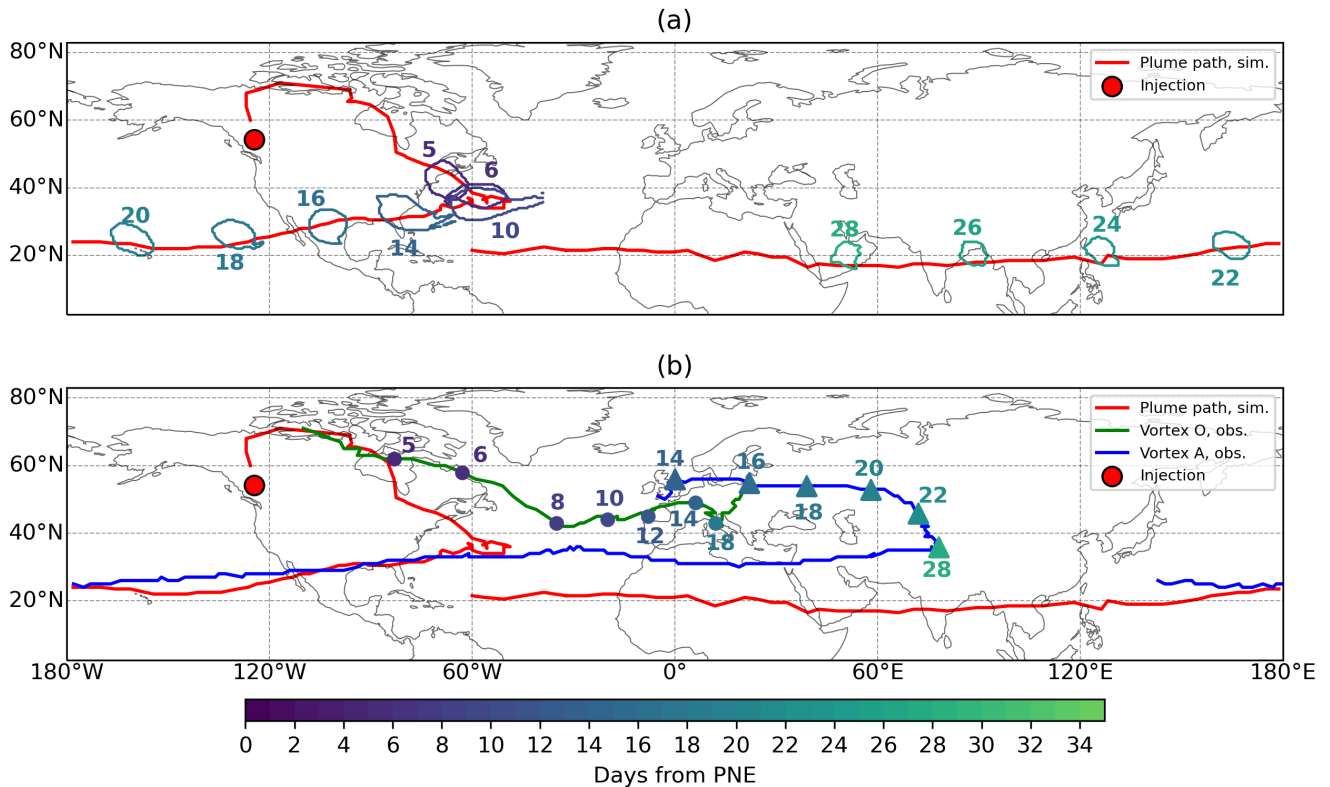 (a)
80°N
60°N
40°N
20°N
Plume path, sim.
Injection
5
6
10
14
16
18
20
22
24
26
28
(b)
80°N
60°N
40°N
20°N
Plume path, sim.
Vortex O, obs.
Vortex A, obs.
Injection
5
6
8
10
12
14
18
14
16
18
20
22
28
180°W 120°W 60°W 0° 60°E 120°E 180°E
0 2 4 6 8 10 12 14 16 18 20 22 24 26 28 30 32 34
Days from PNE